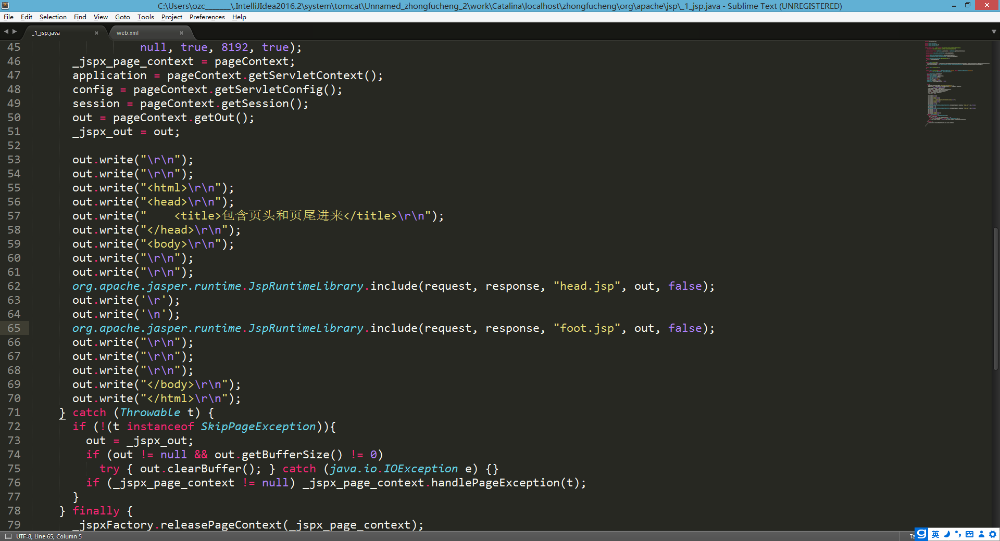 C:\Users\ozc_______\.IntelliJIdea2016.2\system\tomcat\Unnamed_zhongfucheng_2\work\Catalina\localhost\zhongfucheng\org\apache\jsp\_1_jsp.java - Sublime Text (UNREGISTERED)
File Edit Selection Find View Goto Tools Project Preferences Help
_1_jsp.java × web.xml ×
45 null, true, 8192, true);
46 _jspx_page_context = pageContext;
47 application = pageContext.getServletContext();
48 config = pageContext.getServletConfig();
49 session = pageContext.getSession();
50 out = pageContext.getOut();
51 _jspx_out = out;
52
53 out.write("\r\n");
54 out.write("\r\n");
55 out.write("<html>\r\n");
56 out.write("<head>\r\n");
57 out.write("    <title>包含页头和页尾进来</title>\r\n");
58 out.write("</head>\r\n");
59 out.write("<body>\r\n");
60 out.write("\r\n");
61 out.write("\r\n");
62 org.apache.jasper.runtime.JspRuntimeLibrary.include(request, response, "head.jsp", out, false);
63 out.write('\r');
64 out.write('\n');
65 org.apache.jasper.runtime.JspRuntimeLibrary.include(request, response, "foot.jsp", out, false);
66 out.write("\r\n");
67 out.write("\r\n");
68 out.write("\r\n");
69 out.write("</body>\r\n");
70 out.write("</html>\r\n");
71 } catch (Throwable t) {
72 if (!(t instanceof SkipPageException)){
73 out = _jspx_out;
74 if (out != null && out.getBufferSize() != 0)
75 try { out.clearBuffer(); } catch (java.io.IOException e) {}
76 if (_jspx_page_context != null) _jspx_page_context.handlePageException(t);
77 }
78 } finally {
79 _jspxFactory.releasePageContext(_jspx_page_context);
UTF-8, Line 65, Column 5
英